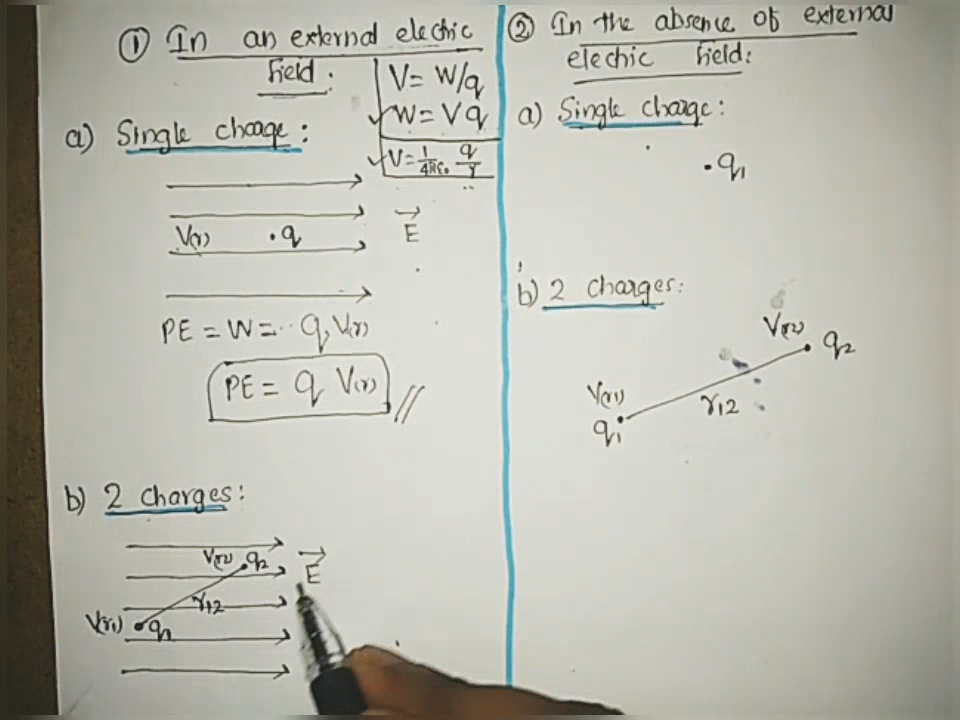 ① In an external electric
field:
V = W/q
W = Vq
V = 1/4πε₀ q/r
a) Single charge:
V(r) .q
E
PE = W = q V(r)
PE = q V(r) //
b) 2 charges:
V(r2) q2
E
r12
V(r1) q1
② In the absence of external
electric field:
a) Single charge:
.q1
b) 2 charges:
V(r2) q2
V(r1) r12
q1